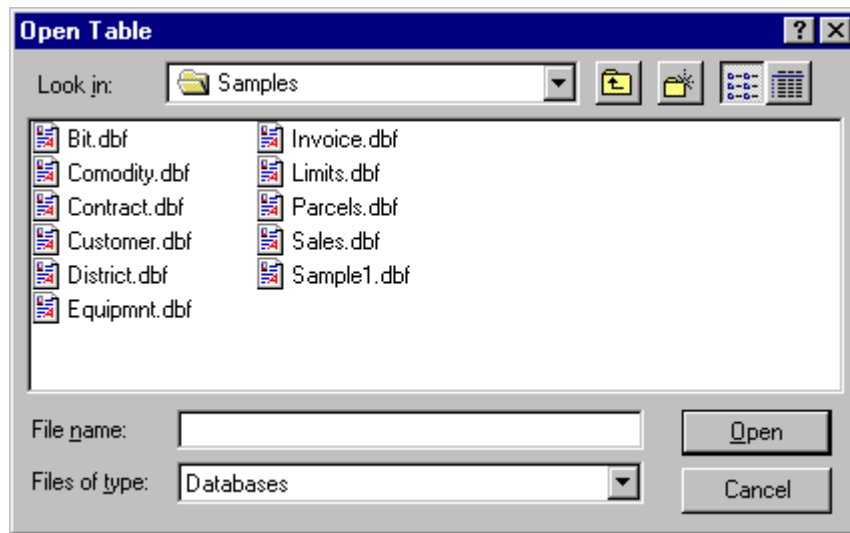 Open Table
Look in: Samples
Bit.dbf Invoice.dbf
Comodity.dbf Limits.dbf
Contract.dbf Parcels.dbf
Customer.dbf Sales.dbf
District.dbf Sample1.dbf
Equipmnt.dbf
File name: Open
Files of type: Databases Cancel